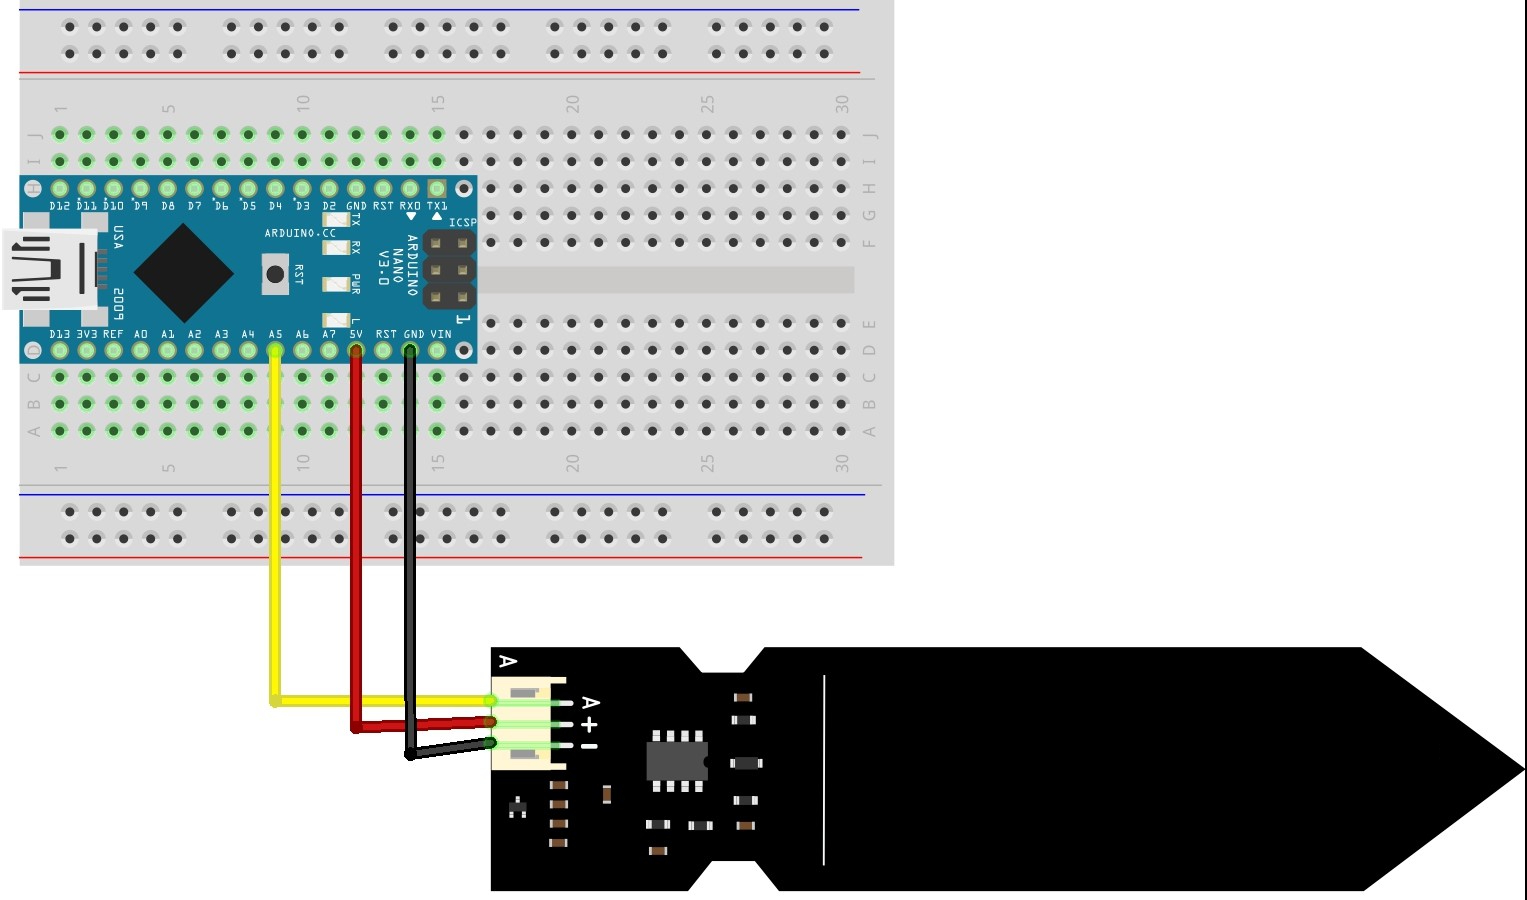 1 5 10 15 20 25 30
J J
I I
H H
D12 D11 D10 D9 D8 D7 D6 D5 D4 D3 D2 GND RST RX0 TX1
G
F
TX
RX
PWR
L
ICSP
ARDUINO.CC
USA
2009
RST
ARDUINO
NANO
V3.0
1
E
D13 3V3 REF A0 A1 A2 A3 A4 A5 A6 A7 5V RST GND VIN
D D
C C
B B
A A
1 5 10 15 20 25 30
A
A
+
-